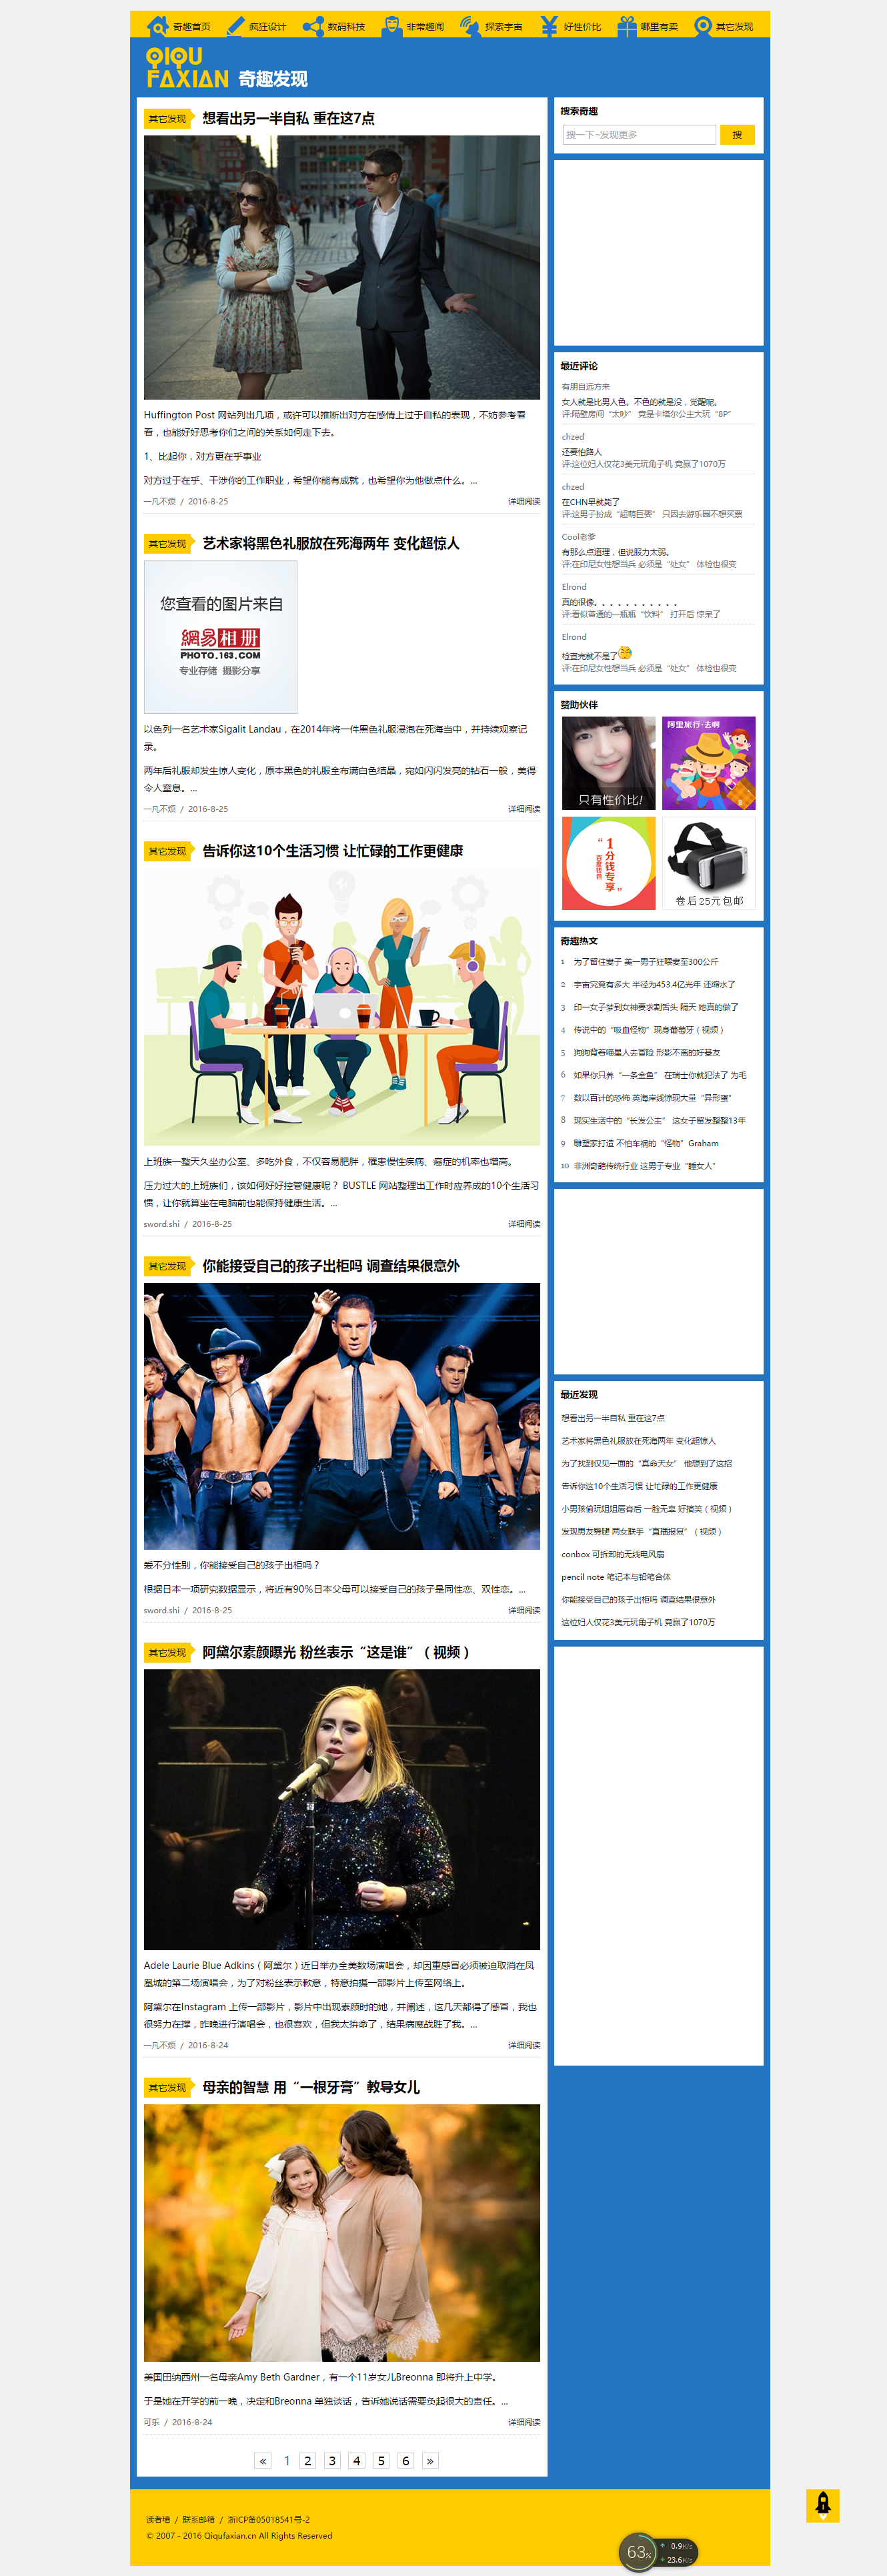 奇趣首页 疯狂设计 数码科技 非常趣闻 探索宇宙 好性价比 哪里有卖 其它发现
QIQU
FAXIAN 奇趣发现
其它发现 想看出另一半自私 重在这7点
Huffington Post 网站列出几项，或许可以推断出对方在感情上过于自私的表现，不妨参考看
看，也能好好思考你们之间的关系如何走下去。
1、比起你，对方更在乎事业
对方过于在乎、干涉你的工作职业，希望你能有成就，也希望你为他做点什么。...
一凡不烦 / 2016-8-25 详细阅读
其它发现 艺术家将黑色礼服放在死海两年 变化超惊人
您查看的图片来自
網易相册
PHOTO.163.COM
专业存储 摄影分享
以色列一名艺术家Sigalit Landau，在2014年将一件黑色礼服浸泡在死海当中，并持续观察记
录。
两年后礼服却发生惊人变化，原本黑色的礼服全布满白色结晶，宛如闪闪发亮的钻石一般，美得
令人窒息。...
一凡不烦 / 2016-8-25 详细阅读
其它发现 告诉你这10个生活习惯 让忙碌的工作更健康
上班族一整天久坐办公室、多吃外食，不仅容易肥胖，罹患慢性疾病、癌症的机率也增高。
压力过大的上班族们，该如何好好控管健康呢？ BUSTLE 网站整理出工作时应养成的10个生活习
惯，让你就算坐在电脑前也能保持健康生活。...
sword.shi / 2016-8-25 详细阅读
其它发现 你能接受自己的孩子出柜吗 调查结果很意外
爱不分性别，你能接受自己的孩子出柜吗？
根据日本一项研究数据显示，将近有90%日本父母可以接受自己的孩子是同性恋、双性恋。...
sword.shi / 2016-8-25 详细阅读
其它发现 阿黛尔素颜曝光 粉丝表示“这是谁”（视频）
Adele Laurie Blue Adkins（阿黛尔）近日举办全美数场演唱会，却因重感冒必须被迫取消在凤
凰城的第二场演唱会，为了对粉丝表示歉意，特意拍摄一部影片上传至网络上。
阿黛尔在Instagram 上传一部影片，影片中出现素颜时的她，并阐述，这几天都得了感冒，我也
很努力在撑，昨晚进行演唱会，也很喜欢，但我太拚命了，结果病魔战胜了我。...
一凡不烦 / 2016-8-24 详细阅读
其它发现 母亲的智慧 用“一根牙膏”教导女儿
美国田纳西州一名母亲Amy Beth Gardner，有一个11岁女儿Breonna 即将升上中学。
于是她在开学的前一晚，决定和Breonna 单独谈话，告诉她说话需要负起很大的责任。...
可乐 / 2016-8-24 详细阅读
« 1 2 3 4 5 6 »
搜索奇趣
搜一下~发现更多 搜
最近评论
有朋自远方来
女人就是比男人色。不色的就是没，觉醒呢。
评:隔壁房间“太吵” 竟是卡塔尔公主大玩“8P”
chzed
还要怕路人
评:这位妇人仅花3美元玩角子机 竟赢了1070万
chzed
在CHN早就能了
评:这男子扮成“超萌巨婴” 只因去游乐园不想买票
Cool老爹
有那么点道理，但说服力太弱。
评:在印尼女性想当兵 必须是“处女” 体检也很变
Elrond
真的很像。。。。。。。。。。。
评:看似普通的一瓶瓶“饮料” 打开后 惊呆了
Elrond
检查完就不是了
评:在印尼女性想当兵 必须是“处女” 体检也很变
赞助伙伴
只有性价比!
阿里旅行·去啊
“1分钱专享”
百度钱包
卷后25元包邮
奇趣热文
1 为了留住妻子 美一男子狂喂妻至300公斤
2 宇宙究竟有多大 半径为453.4亿光年 还缩水了
3 印一女子梦到女神要求割舌头 隔天 她真的做了
4 传说中的“吸血怪物”现身葡萄牙（视频）
5 狗狗背着喵星人去冒险 形影不离的好基友
6 如果你只养“一条金鱼” 在瑞士你就犯法了 为毛
7 数以百计的恐怖 英海岸线惊现大量“异形蛋”
8 现实生活中的“长发公主” 这女子留发整整13年
9 雕塑家打造 不怕车祸的“怪物”Graham
10 非洲奇葩传统行业 这男子专业“睡女人”
最近发现
想看出另一半自私 重在这7点
艺术家将黑色礼服放在死海两年 变化超惊人
为了找到仅见一面的“真命天女” 他想到了这招
告诉你这10个生活习惯 让忙碌的工作更健康
小男孩偷玩姐姐唇膏后 一脸无辜 好搞笑（视频）
发现男友劈腿 两女联手“直播报复”（视频）
conbox 可拆卸的无线电风扇
pencil note 笔记本与铅笔合体
你能接受自己的孩子出柜吗 调查结果很意外
这位妇人仅花3美元玩角子机 竟赢了1070万
读者墙 / 联系邮箱 / 浙ICP备05018541号-2
© 2007 - 2016 Qiqufaxian.cn All Rights Reserved
63% 0.9K/s
23.6K/s